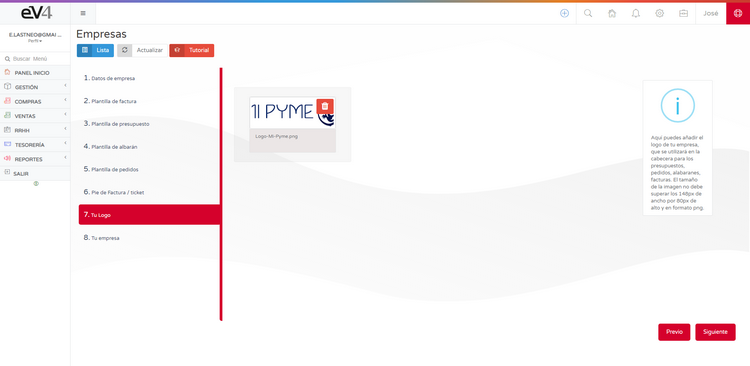 eV4
José
E.LASTNEO@GMAI ...
Perfil
Buscar Menú
PANEL INICIO
GESTIÓN
COMPRAS
VENTAS
RRHH
TESORERÍA
REPORTES
SALIR
Empresas
Lista
Actualizar
Tutorial
1. Datos de empresa
2. Plantilla de factura
3. Plantilla de presupuesto
4. Plantilla de albarán
5. Plantilla de pedidos
6. Pie de Factura / ticket
7. Tu Logo
8. Tu empresa
1I PYME
Logo-Mi-Pyme.png
i
Aqui puedes añadir el
logo de tu empresa,
que se utilizará en la
cabecera para los
presupuestos,
pedidos, alabaranes,
facturas. El tamaño
de la imagen no debe
superar los 148px de
ancho por 80px de
alto y en formato png.
Previo
Siguiente